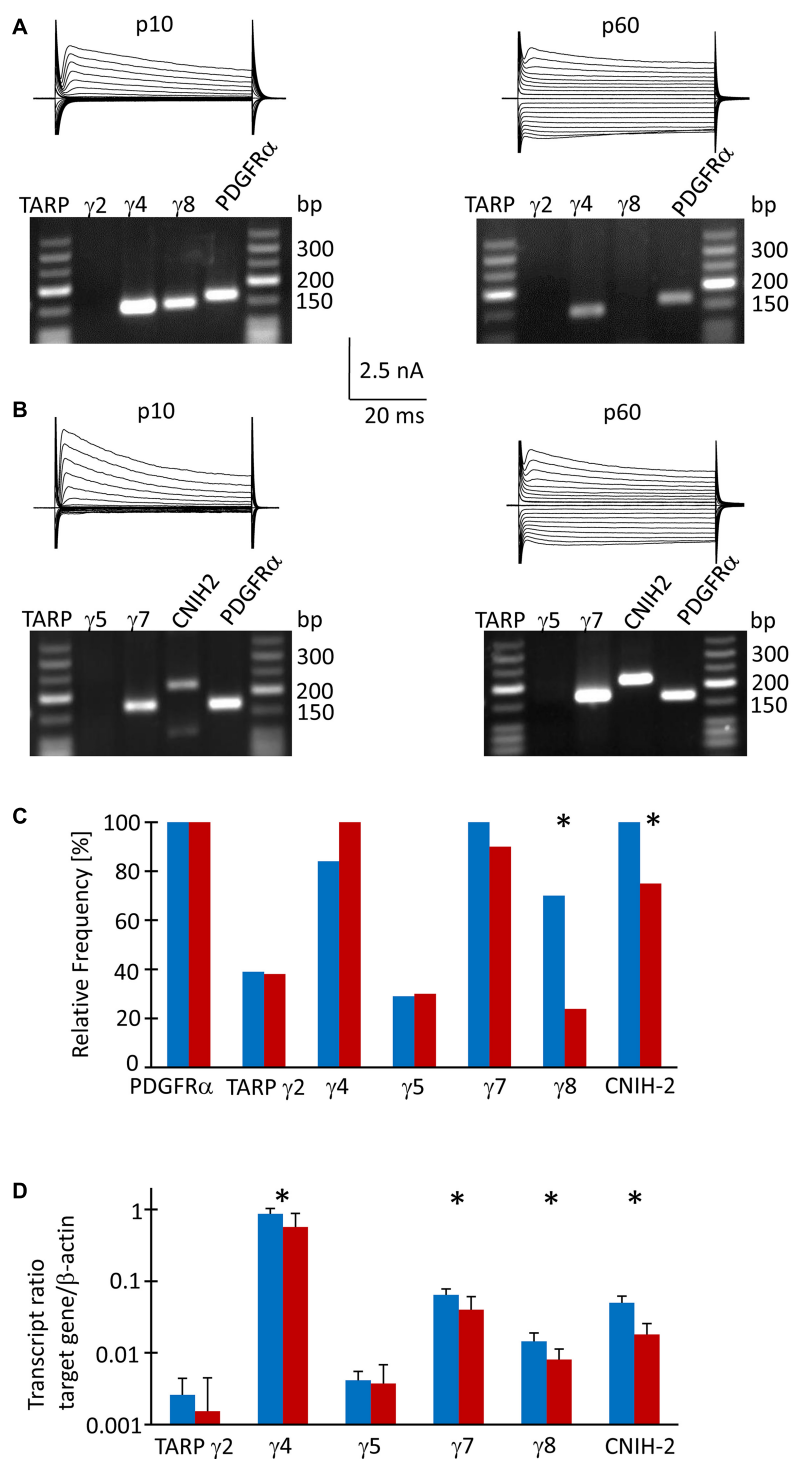 A
p10
p60
TARP γ2 γ4 γ8 PDGFRα bp
300
200
150
TARP γ2 γ4 γ8 PDGFRα bp
300
200
150
2.5 nA
20 ms
B
p10
p60
TARP γ5 γ7 CNIH2 PDGFRα bp
300
200
150
TARP γ5 γ7 CNIH2 PDGFRα bp
300
200
150
C
Relative Frequency [%]
100
80
60
40
20
0
* *
PDGFRα TARP γ2 γ4 γ5 γ7 γ8 CNIH-2
D
Transcript ratio
target gene/β-actin
1
0.1
0.01
0.001
* * * *
TARP γ2 γ4 γ5 γ7 γ8 CNIH-2